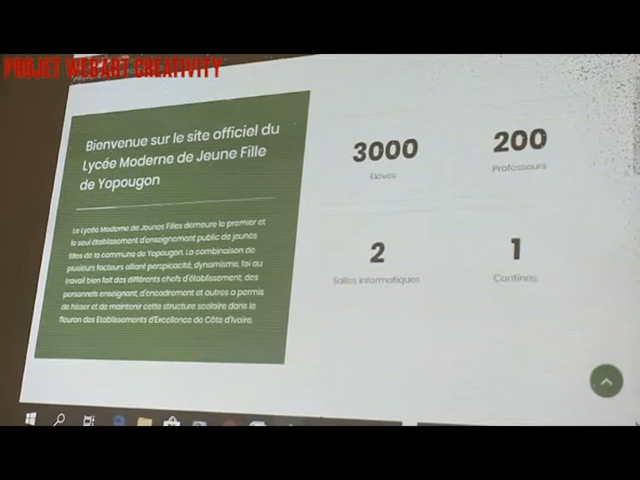 PROJET WEBART CREATIVITY
Bienvenue sur le site officiel du
Lycée Moderne de Jeune Fille
de Yopougon
Le Lycée Moderne de Jeunes Filles demeure le premier et
le seul établissement d'enseignement public de jeunes
filles de la commune de Yopougon. La combinaison de
plusieurs facteurs alliant perspicacité, dynamisme, foi au
travail bien fait des différents chefs d'établissement, des
personnels enseignant, d'encadrement et autres a permis
de hisser et de maintenir cette structure scolaire dans le
fleuron des Etablissements d'Excellence de Côte d'Ivoire.
3000
Elèves
200
Professeurs
2
Salles informatiques
1
Cantines